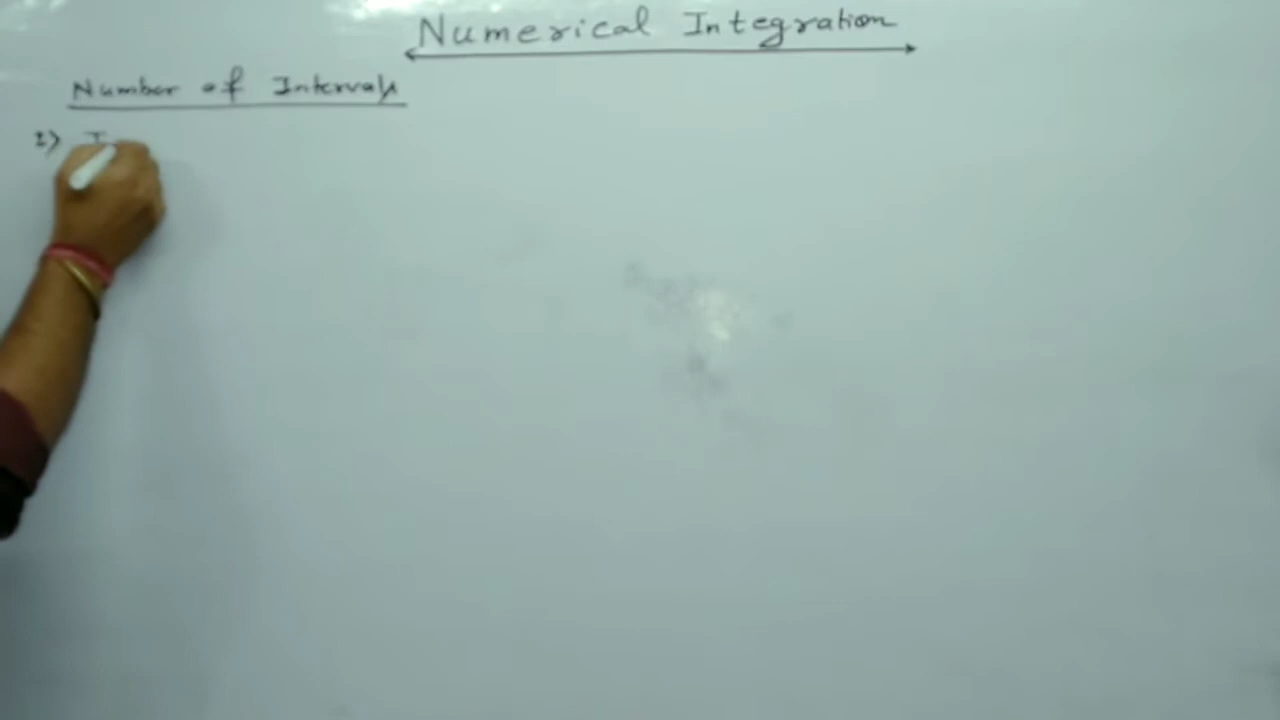 Numerical Integration
Number of Intervals
1)